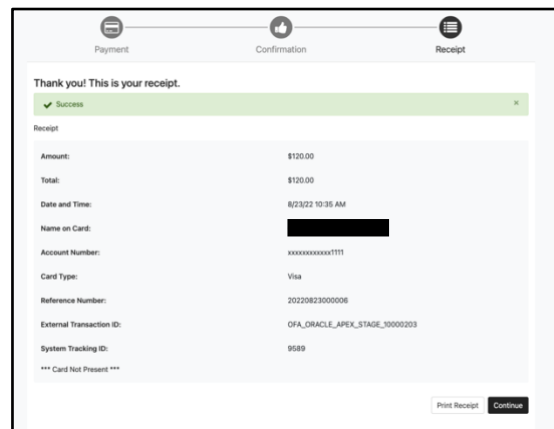 Payment Confirmation Receipt
Thank you! This is your receipt.
Success ×
Receipt
Amount: $120.00
Total: $120.00
Date and Time: 8/23/22 10:35 AM
Name on Card:
Account Number: xxxxxxxxxxxx1111
Card Type: Visa
Reference Number: 20220823000006
External Transaction ID: OFA_ORACLE_APEX_STAGE_10000203
System Tracking ID: 9589
*** Card Not Present ***
Print Receipt Continue